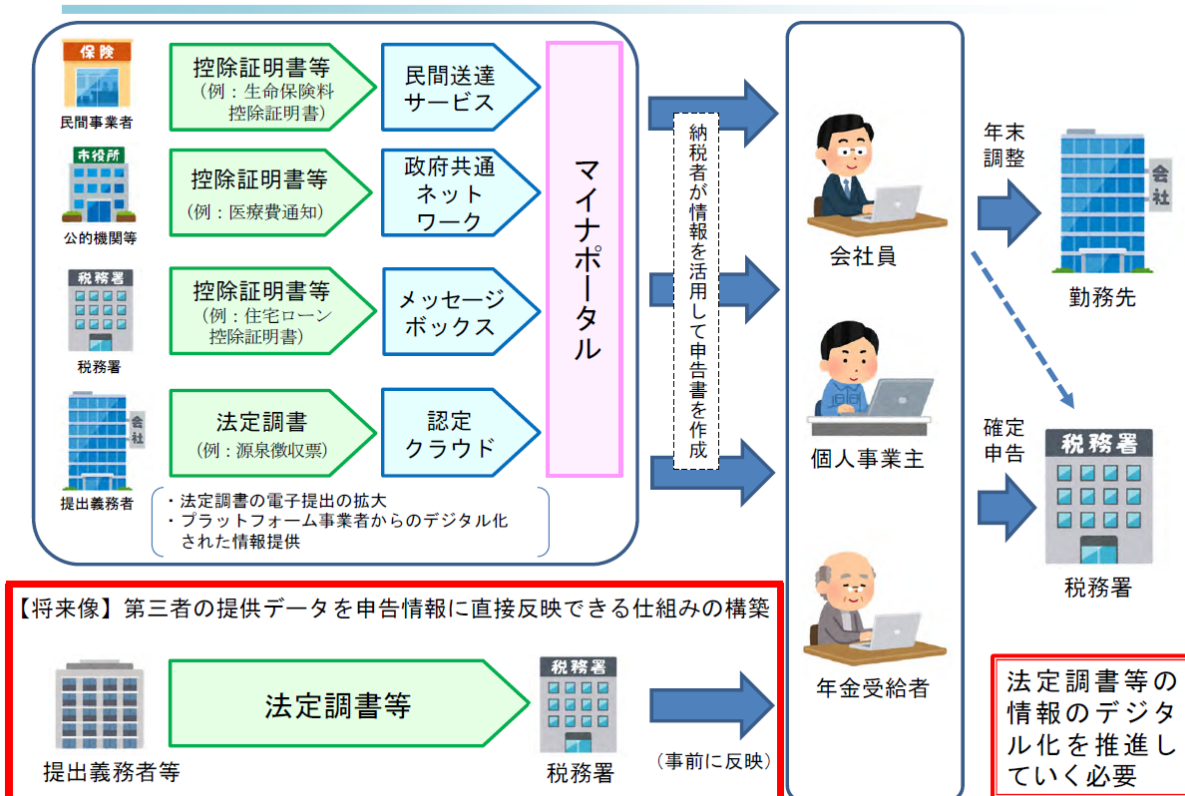 保険
民間事業者
控除証明書等
（例：生命保険料
控除証明書）
民間送達
サービス
市役所
公的機関等
控除証明書等
（例：医療費通知）
政府共通
ネット
ワーク
税務署
税務署
控除証明書等
（例：住宅ローン
控除証明書）
メッセージ
ボックス
会社
提出義務者
法定調書
（例：源泉徴収票）
認定
クラウド
・法定調書の電子提出の拡大
・プラットフォーム事業者からのデジタル化
された情報提供
マイナポータル
納税者が情報を活用して申告書を作成
会社員
個人事業主
年金受給者
年末
調整
会社
勤務先
確定
申告
税務署
税務署
【将来像】第三者の提供データを申告情報に直接反映できる仕組みの構築
提出義務者等
法定調書等
税務署
税務署
（事前に反映）
法定調書等の
情報のデジタ
ル化を推進し
ていく必要